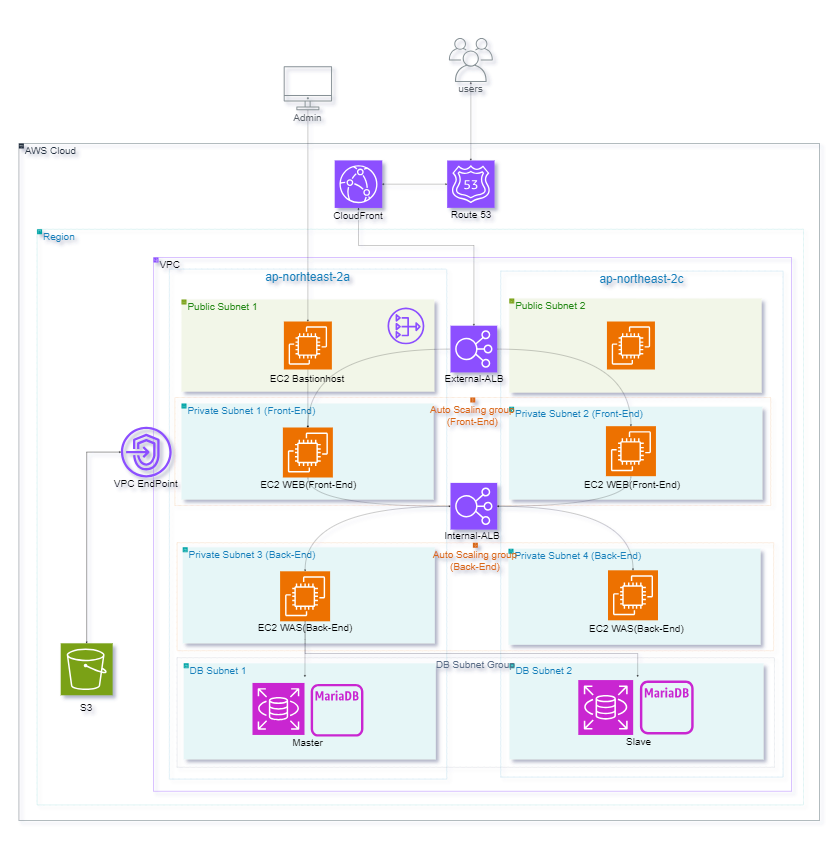 users
Admin
AWS Cloud
53
CloudFront
Route 53
Region
VPC
ap-norhteast-2a
ap-northeast-2c
Public Subnet 1
Public Subnet 2
EC2 Bastionhost
External-ALB
Auto Scaling group
(Front-End)
Private Subnet 1 (Front-End)
Private Subnet 2 (Front-End)
VPC EndPoint
EC2 WEB(Front-End)
EC2 WEB(Front-End)
Internal-ALB
Auto Scaling group
(Back-End)
Private Subnet 3 (Back-End)
Private Subnet 4 (Back-End)
EC2 WAS(Back-End)
EC2 WAS(Back-End)
S3
DB Subnet Group
DB Subnet 1
DB Subnet 2
MariaDB
MariaDB
Master
Slave